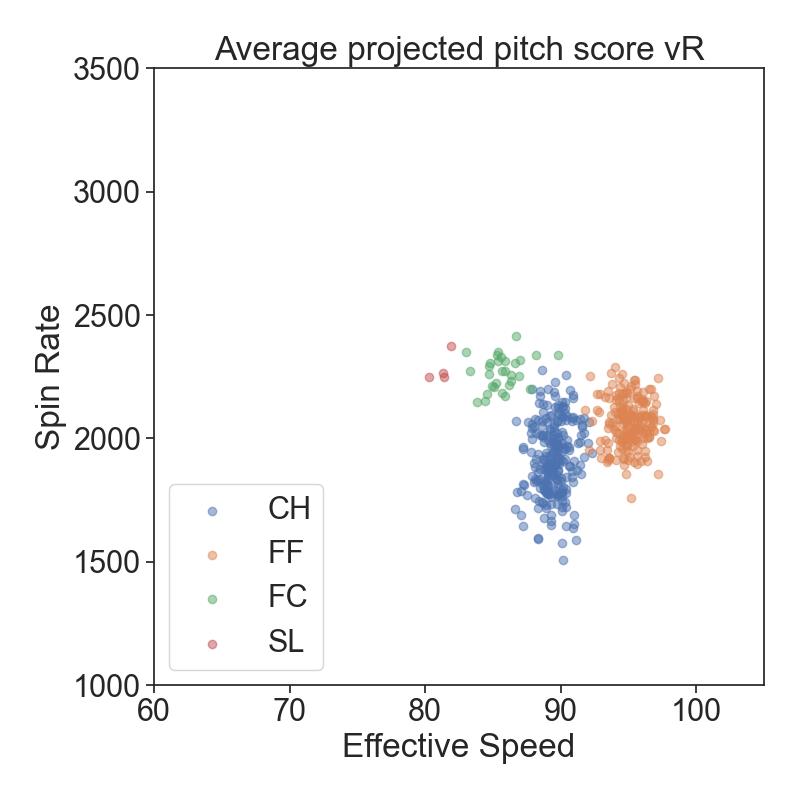 Average projected pitch score vR
3500
3000
2500
2000
1500
1000
Spin Rate
CH
FF
FC
SL
60
70
80
90
100
Effective Speed